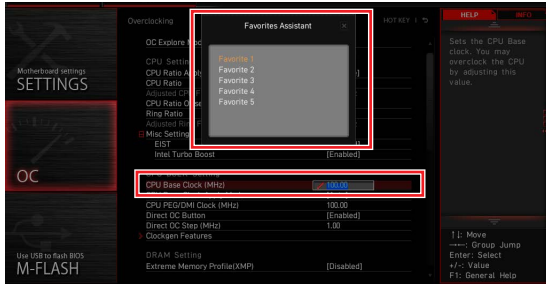 Motherboard settings
SETTINGS
OC
Use USB to flash BIOS
M-FLASH
Overclocking
HOT KEY
OC Explore Mod
CPU Setting
CPU Ratio Apply
CPU Ratio
Adjusted CPU F
CPU Ratio Offse
Ring Ratio
Adjusted Ring F
Misc Setting
EIST
Intel Turbo Boost [Enabled]
CPU Base Clock (MHz) 100.00
CPU PEG/DMI Clock (MHz) 100.00
Direct OC Button [Enabled]
Direct OC Step (MHz) 1.00
Clockgen Features
DRAM Setting
Extreme Memory Profile(XMP) [Disabled]
Favorites Assistant ×
Favorite 1
Favorite 2
Favorite 3
Favorite 4
Favorite 5
HELP
INFO
Sets the CPU Base
clock. You may
overclock the CPU
by adjusting this
value.
↑↓: Move
→←: Group Jump
Enter: Select
+/-: Value
F1: General Help